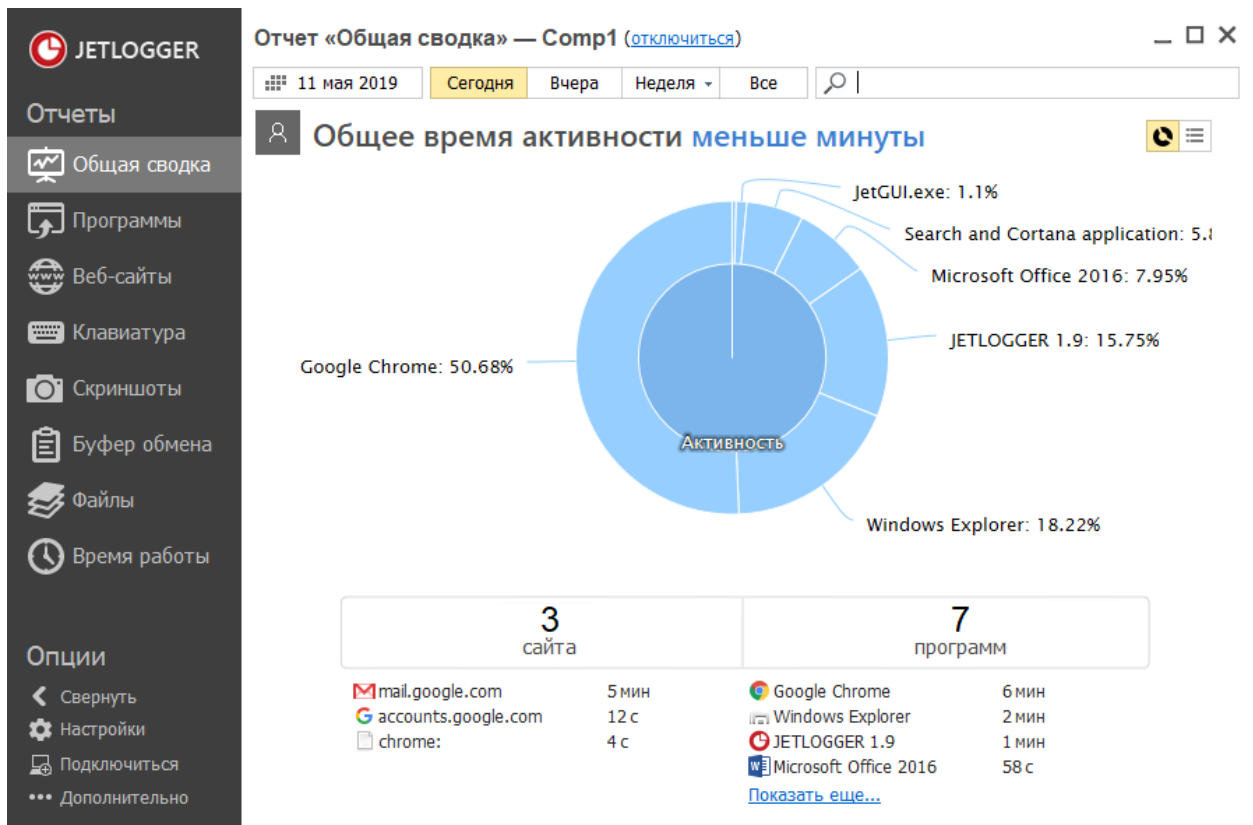 JETLOGGER
Отчет «Общая сводка» — Comp1 (отключиться)
11 мая 2019
Сегодня
Вчера
Неделя
Все
Отчеты
Общая сводка
Программы
Веб-сайты
Клавиатура
Скриншоты
Буфер обмена
Файлы
Время работы
Опции
Свернуть
Настройки
Подключиться
Дополнительно
Общее время активности меньше минуты
JetGUI.exe: 1.1%
Search and Cortana application: 5.8
Microsoft Office 2016: 7.95%
JETLOGGER 1.9: 15.75%
Google Chrome: 50.68%
Активность
Windows Explorer: 18.22%
3
сайта
7
программ
mail.google.com 5 мин
accounts.google.com 12 с
chrome: 4 с
Google Chrome 6 мин
Windows Explorer 2 мин
JETLOGGER 1.9 1 мин
Microsoft Office 2016 58 с
Показать еще...